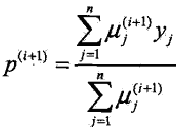 p^{(i+1)} = \frac{\sum_{j=1}^{n} \mu_j^{(i+1)} y_j}{\sum_{j=1}^{n} \mu_j^{(i+1)}}